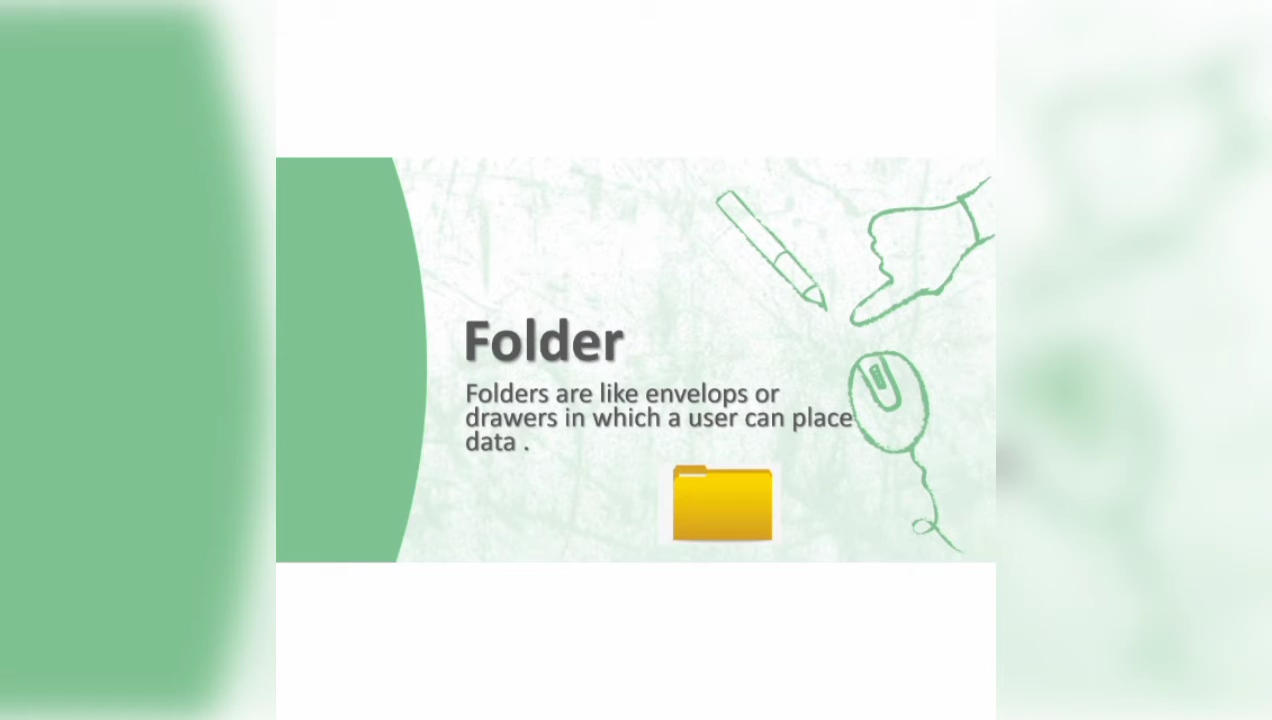 Folder
Folders are like envelops or
drawers in which a user can place
data .